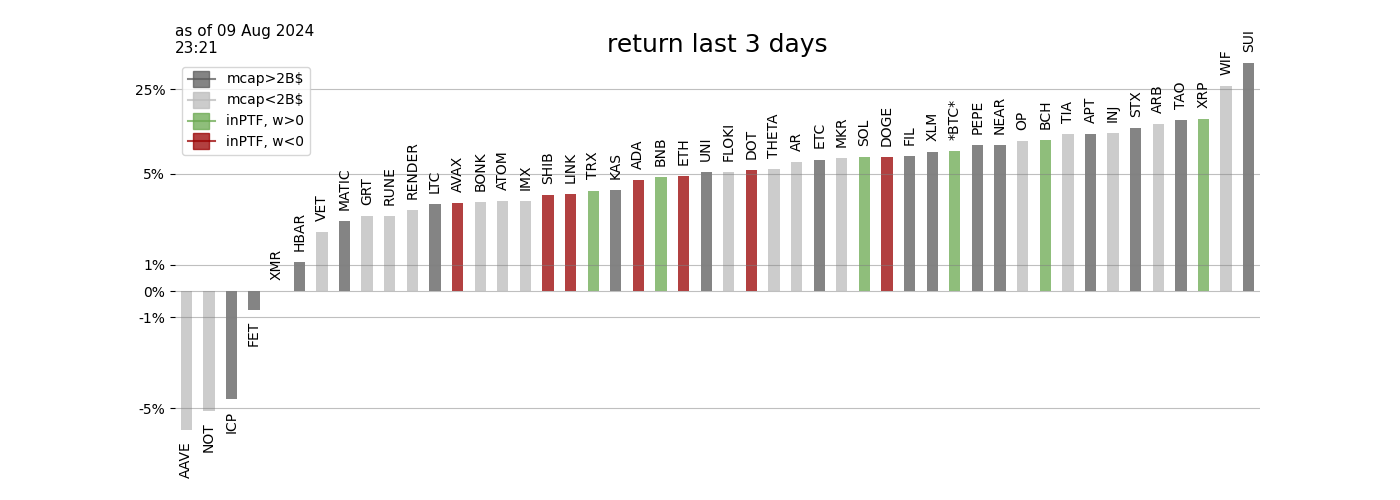 as of 09 Aug 2024
23:21
return last 3 days
mcap>2B$
mcap<2B$
inPTF, w>0
inPTF, w<0
25%
5%
1%
0%
-1%
-5%
AAVE
NOT
ICP
FET
XMR
HBAR
VET
MATIC
GRT
RUNE
RENDER
LTC
AVAX
BONK
ATOM
IMX
SHIB
LINK
TRX
KAS
ADA
BNB
ETH
UNI
FLOKI
DOT
THETA
AR
ETC
MKR
SOL
DOGE
FIL
XLM
*BTC*
PEPE
NEAR
OP
BCH
TIA
APT
INJ
STX
ARB
TAO
XRP
WIF
SUI